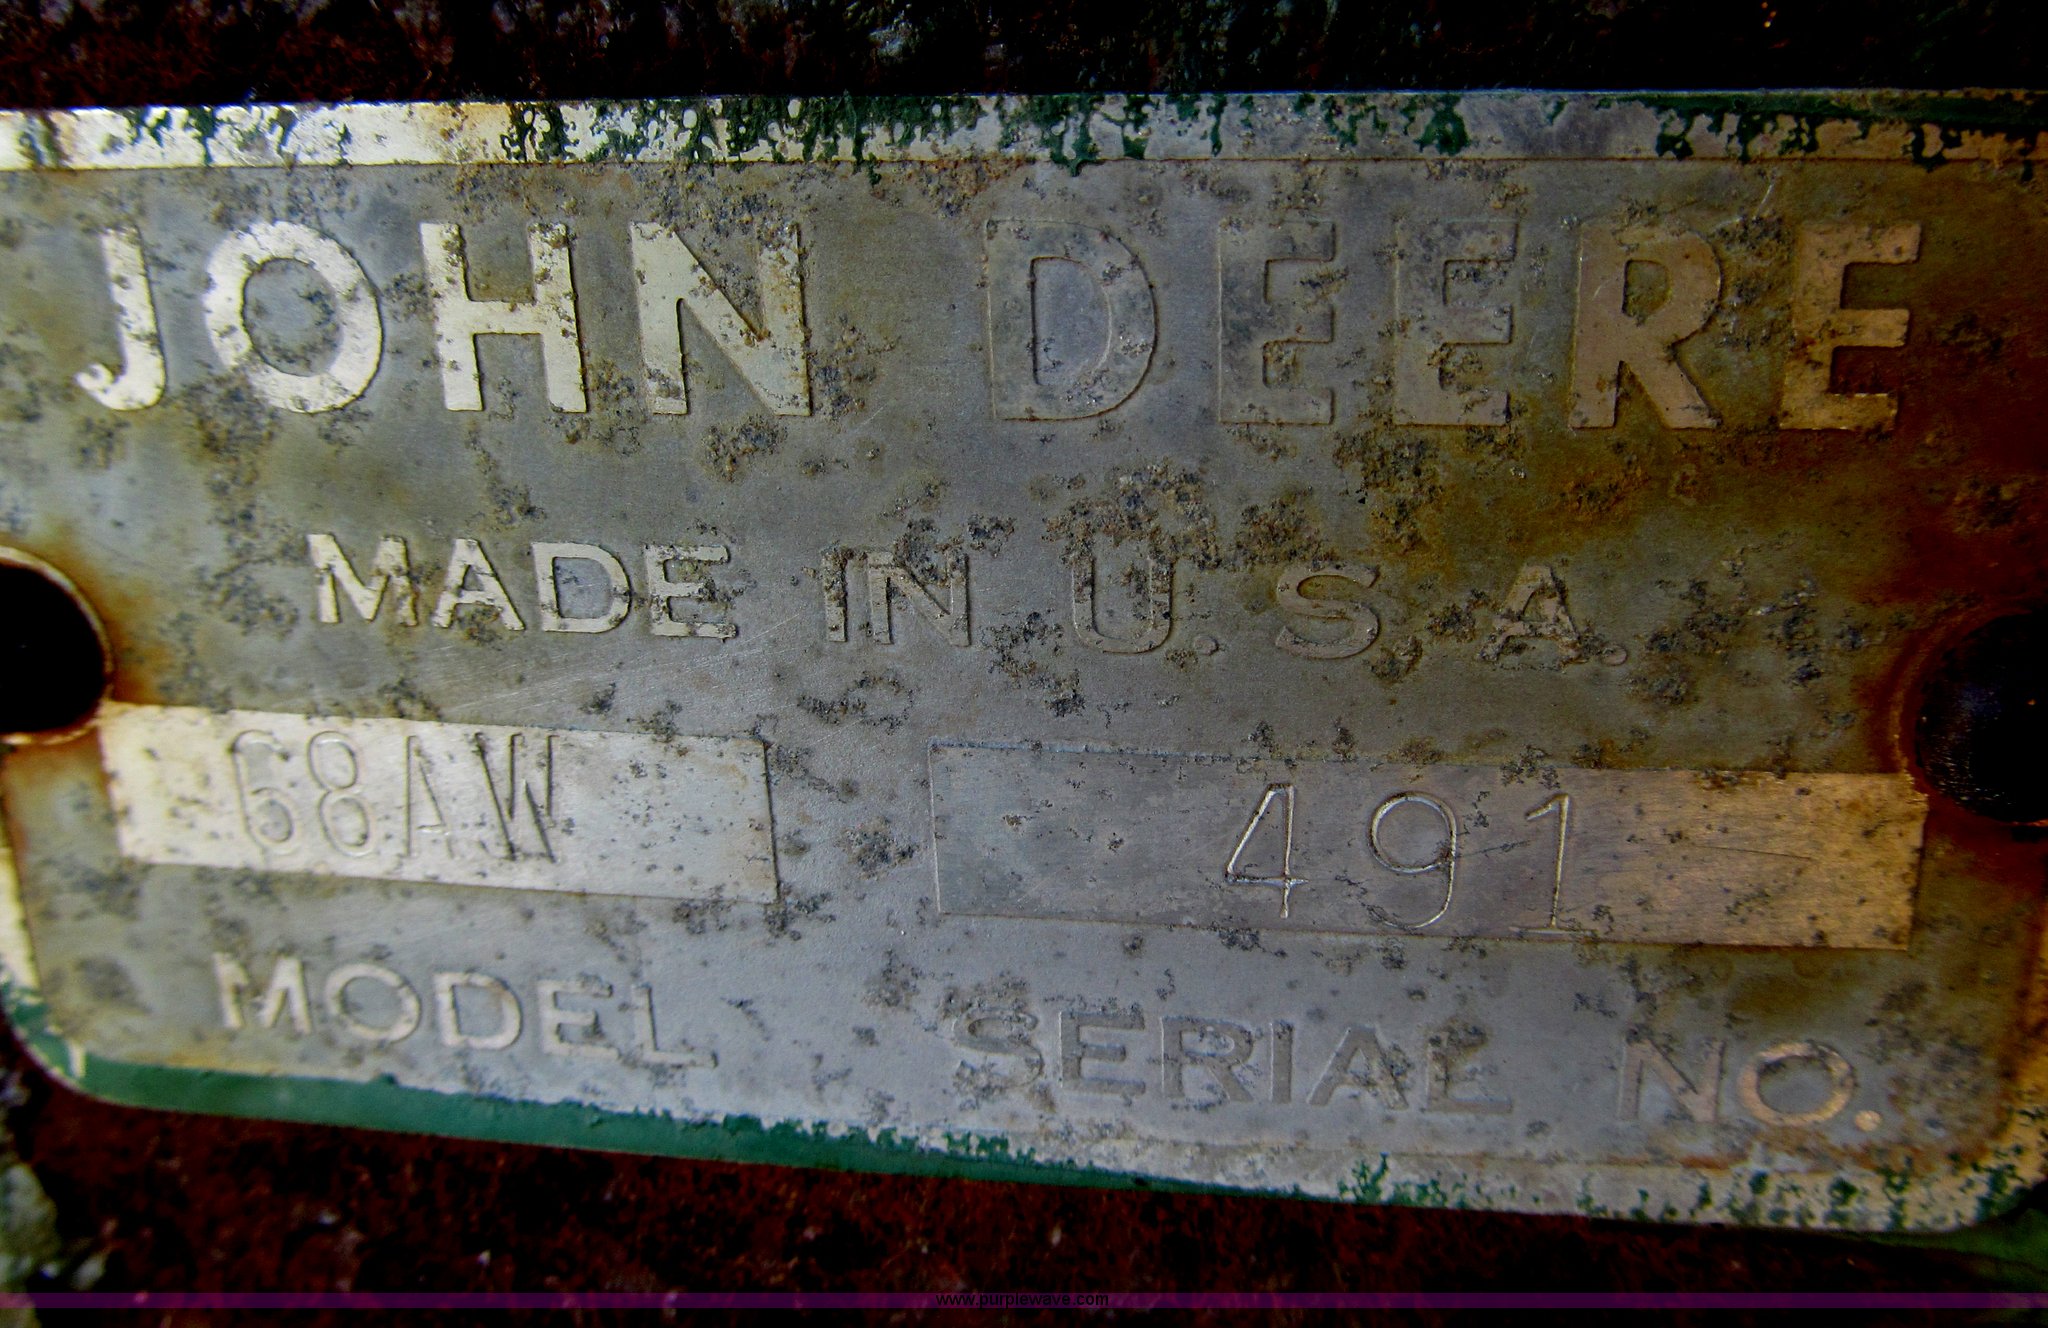 JOHN DEERE
MADE IN U.S.A.
68AW 491
MODEL SERIAL NO.
www.purplewave.com